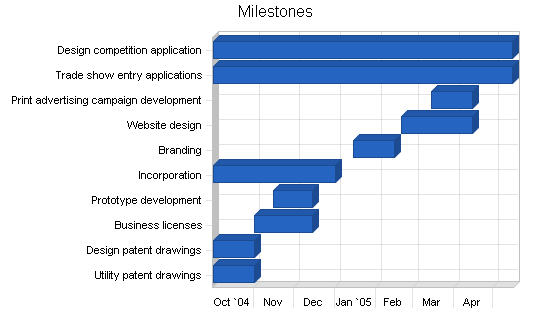 Milestones
Design competition application
Trade show entry applications
Print advertising campaign development
Website design
Branding
Incorporation
Prototype development
Business licenses
Design patent drawings
Utility patent drawings
Oct `04 Nov Dec Jan `05 Feb Mar Apr